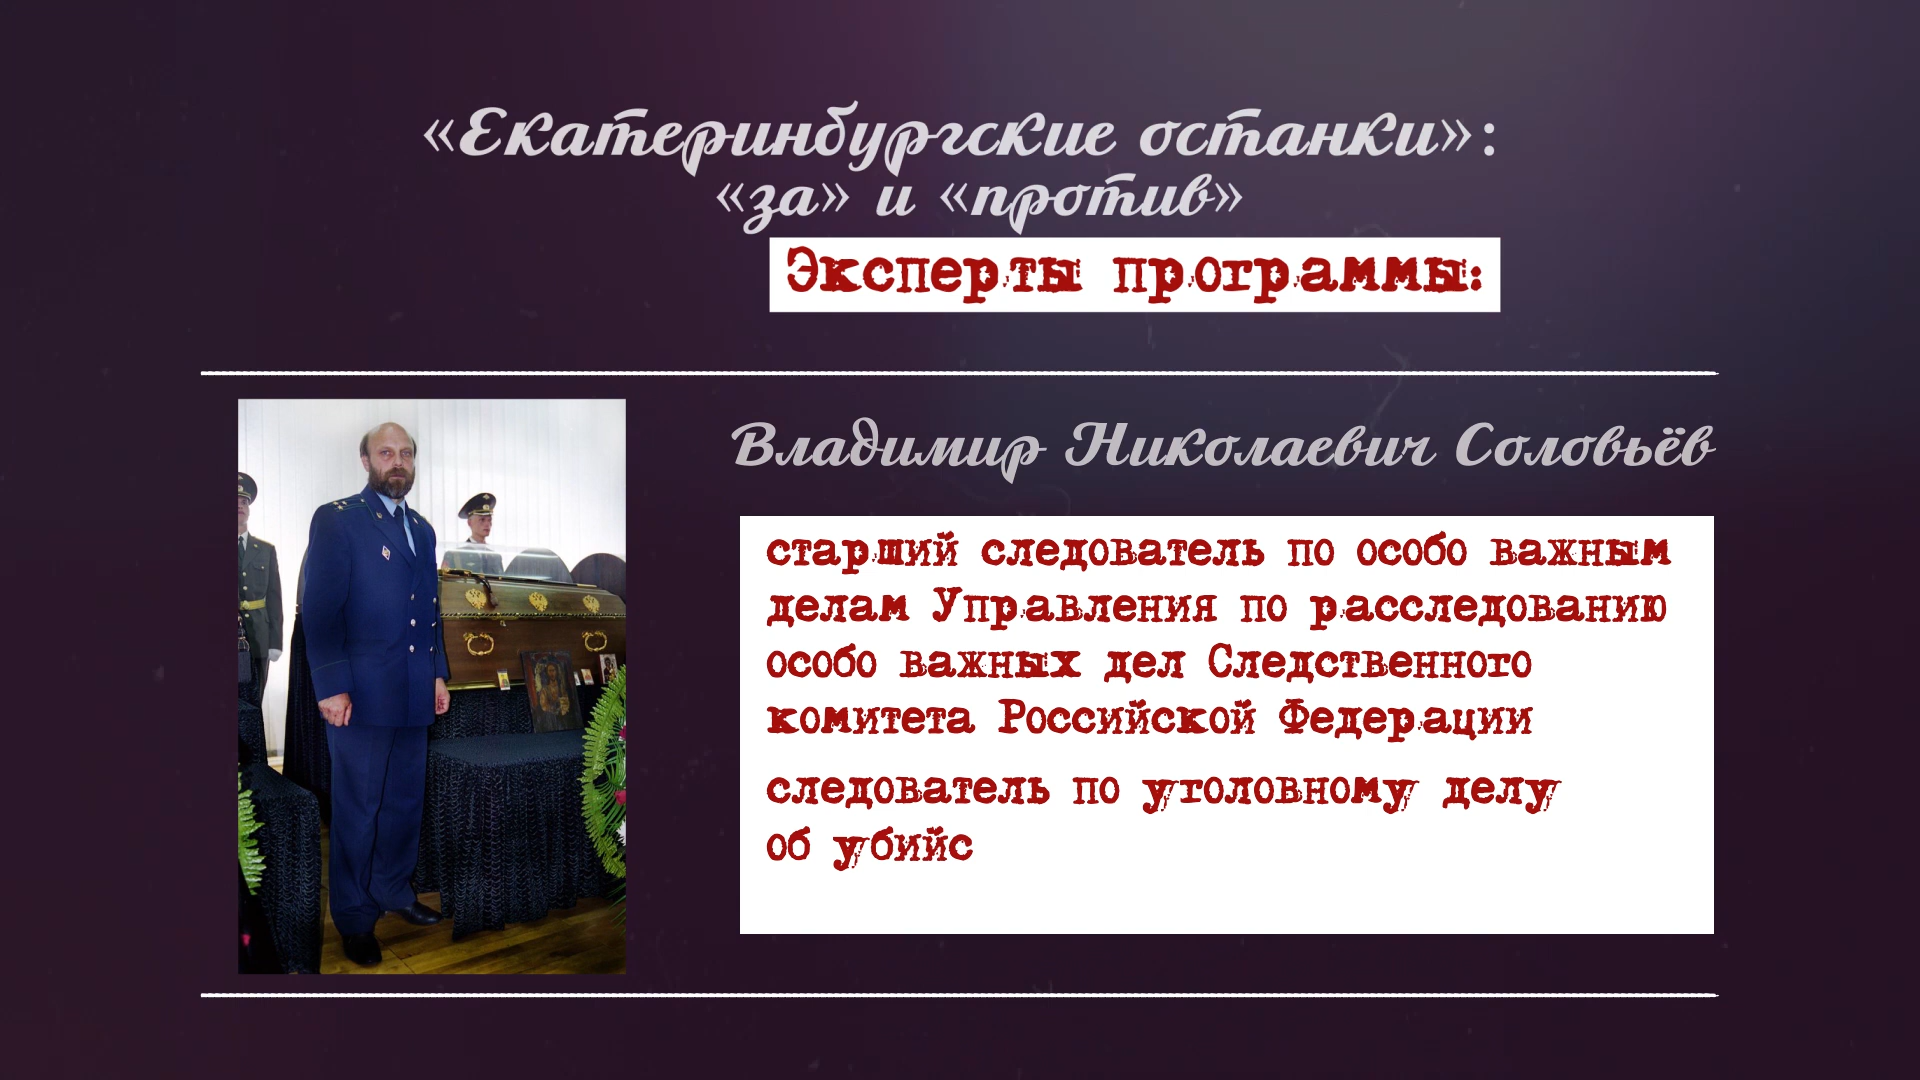 «Екатеринбургские останки»:
«за» и «против»
Эксперты программы:
Владимир Николаевич Соловьёв
старший следователь по особо важным
делам Управления по расследованию
особо важных дел Следственного
комитета Российской Федерации
следователь по уголовному делу
об убийс